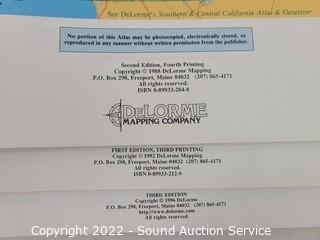 See DeLorme's Southern & Central California Atlas & Gazetteer
No portion of this Atlas may be photocopied, electronically stored, or
reproduced in any manner without written permission from the publisher.
Second Edition, Fourth Printing
Copyright © 1988 DeLorme Mapping
P.O. Box 298, Freeport, Maine 04032 (207) 865-4171
All rights reserved.
ISBN 0-89933-204-8
DELORME
MAPPING COMPANY
FIRST EDITION, THIRD PRINTING
Copyright © 1992 DeLorme Mapping
P.O. Box 298, Freeport, Maine 04032 (207) 865-4171
All rights reserved.
ISBN 0-89933-212-9
THIRD EDITION
Copyright © 1996 DeLorme
P.O. Box 298, Freeport, Maine 04032 (207) 865-4171
http://www.delorme.com
All rights reserved.
Copyright 2022 - Sound Auction Service